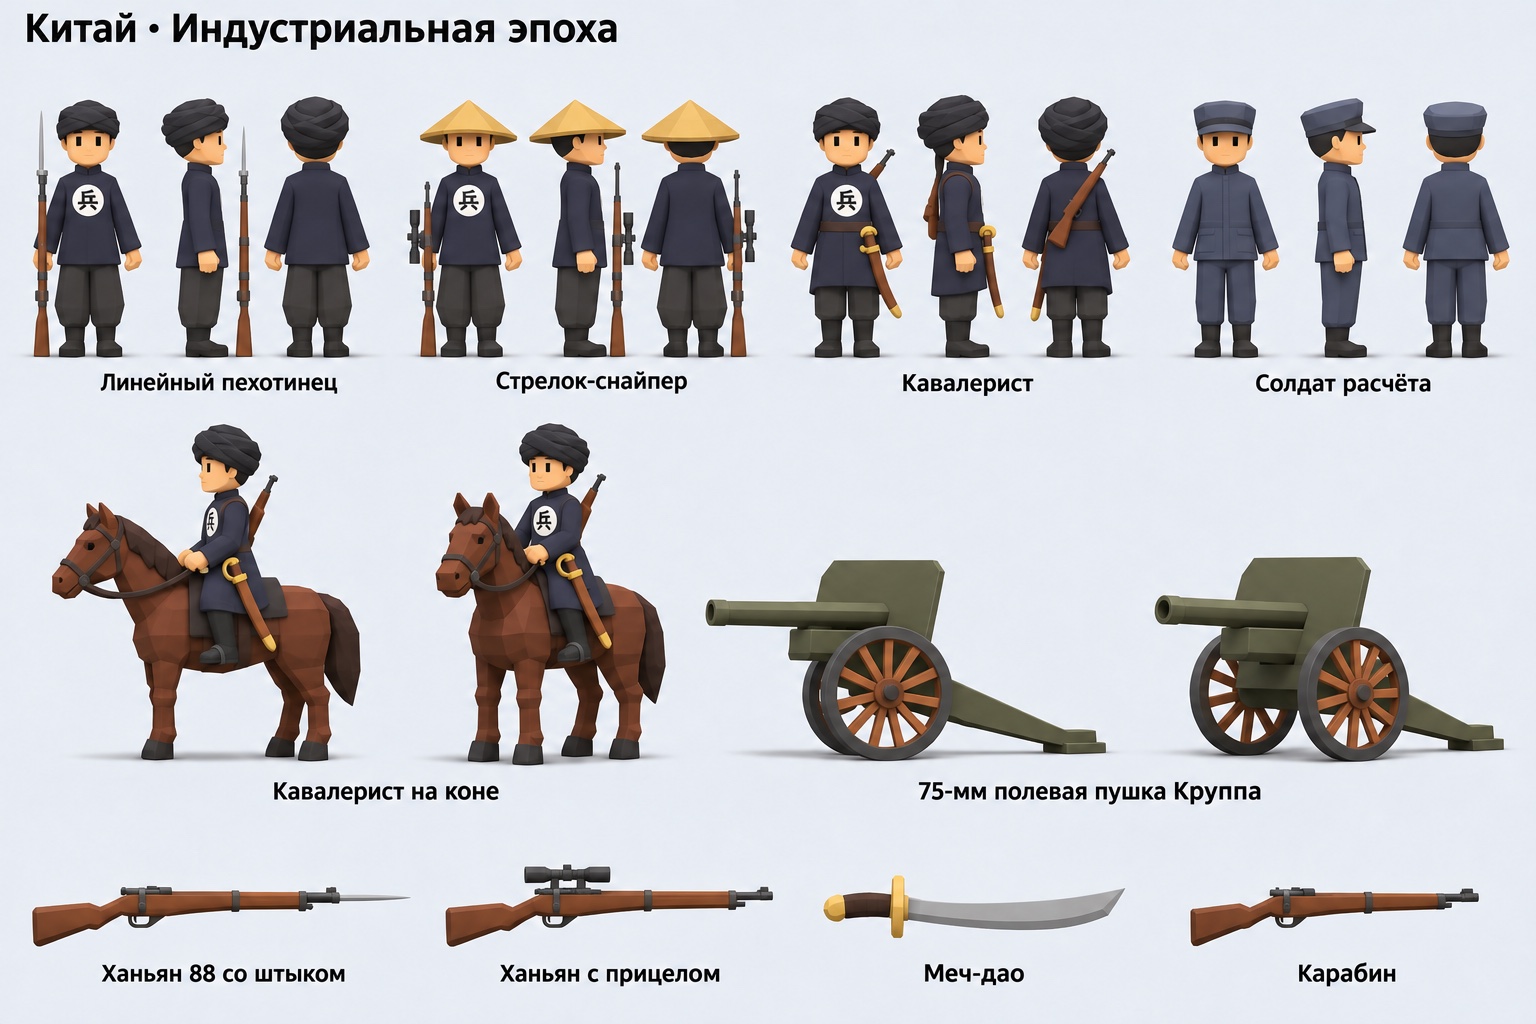 Китай • Индустриальная эпоха
兵
兵
兵
Линейный пехотинец
Стрелок-снайпер
Кавалерист
Солдат расчёта
兵
兵
Кавалерист на коне
75-мм полевая пушка Круппа
Ханьян 88 со штыком
Ханьян с прицелом
Меч-дао
Карабин